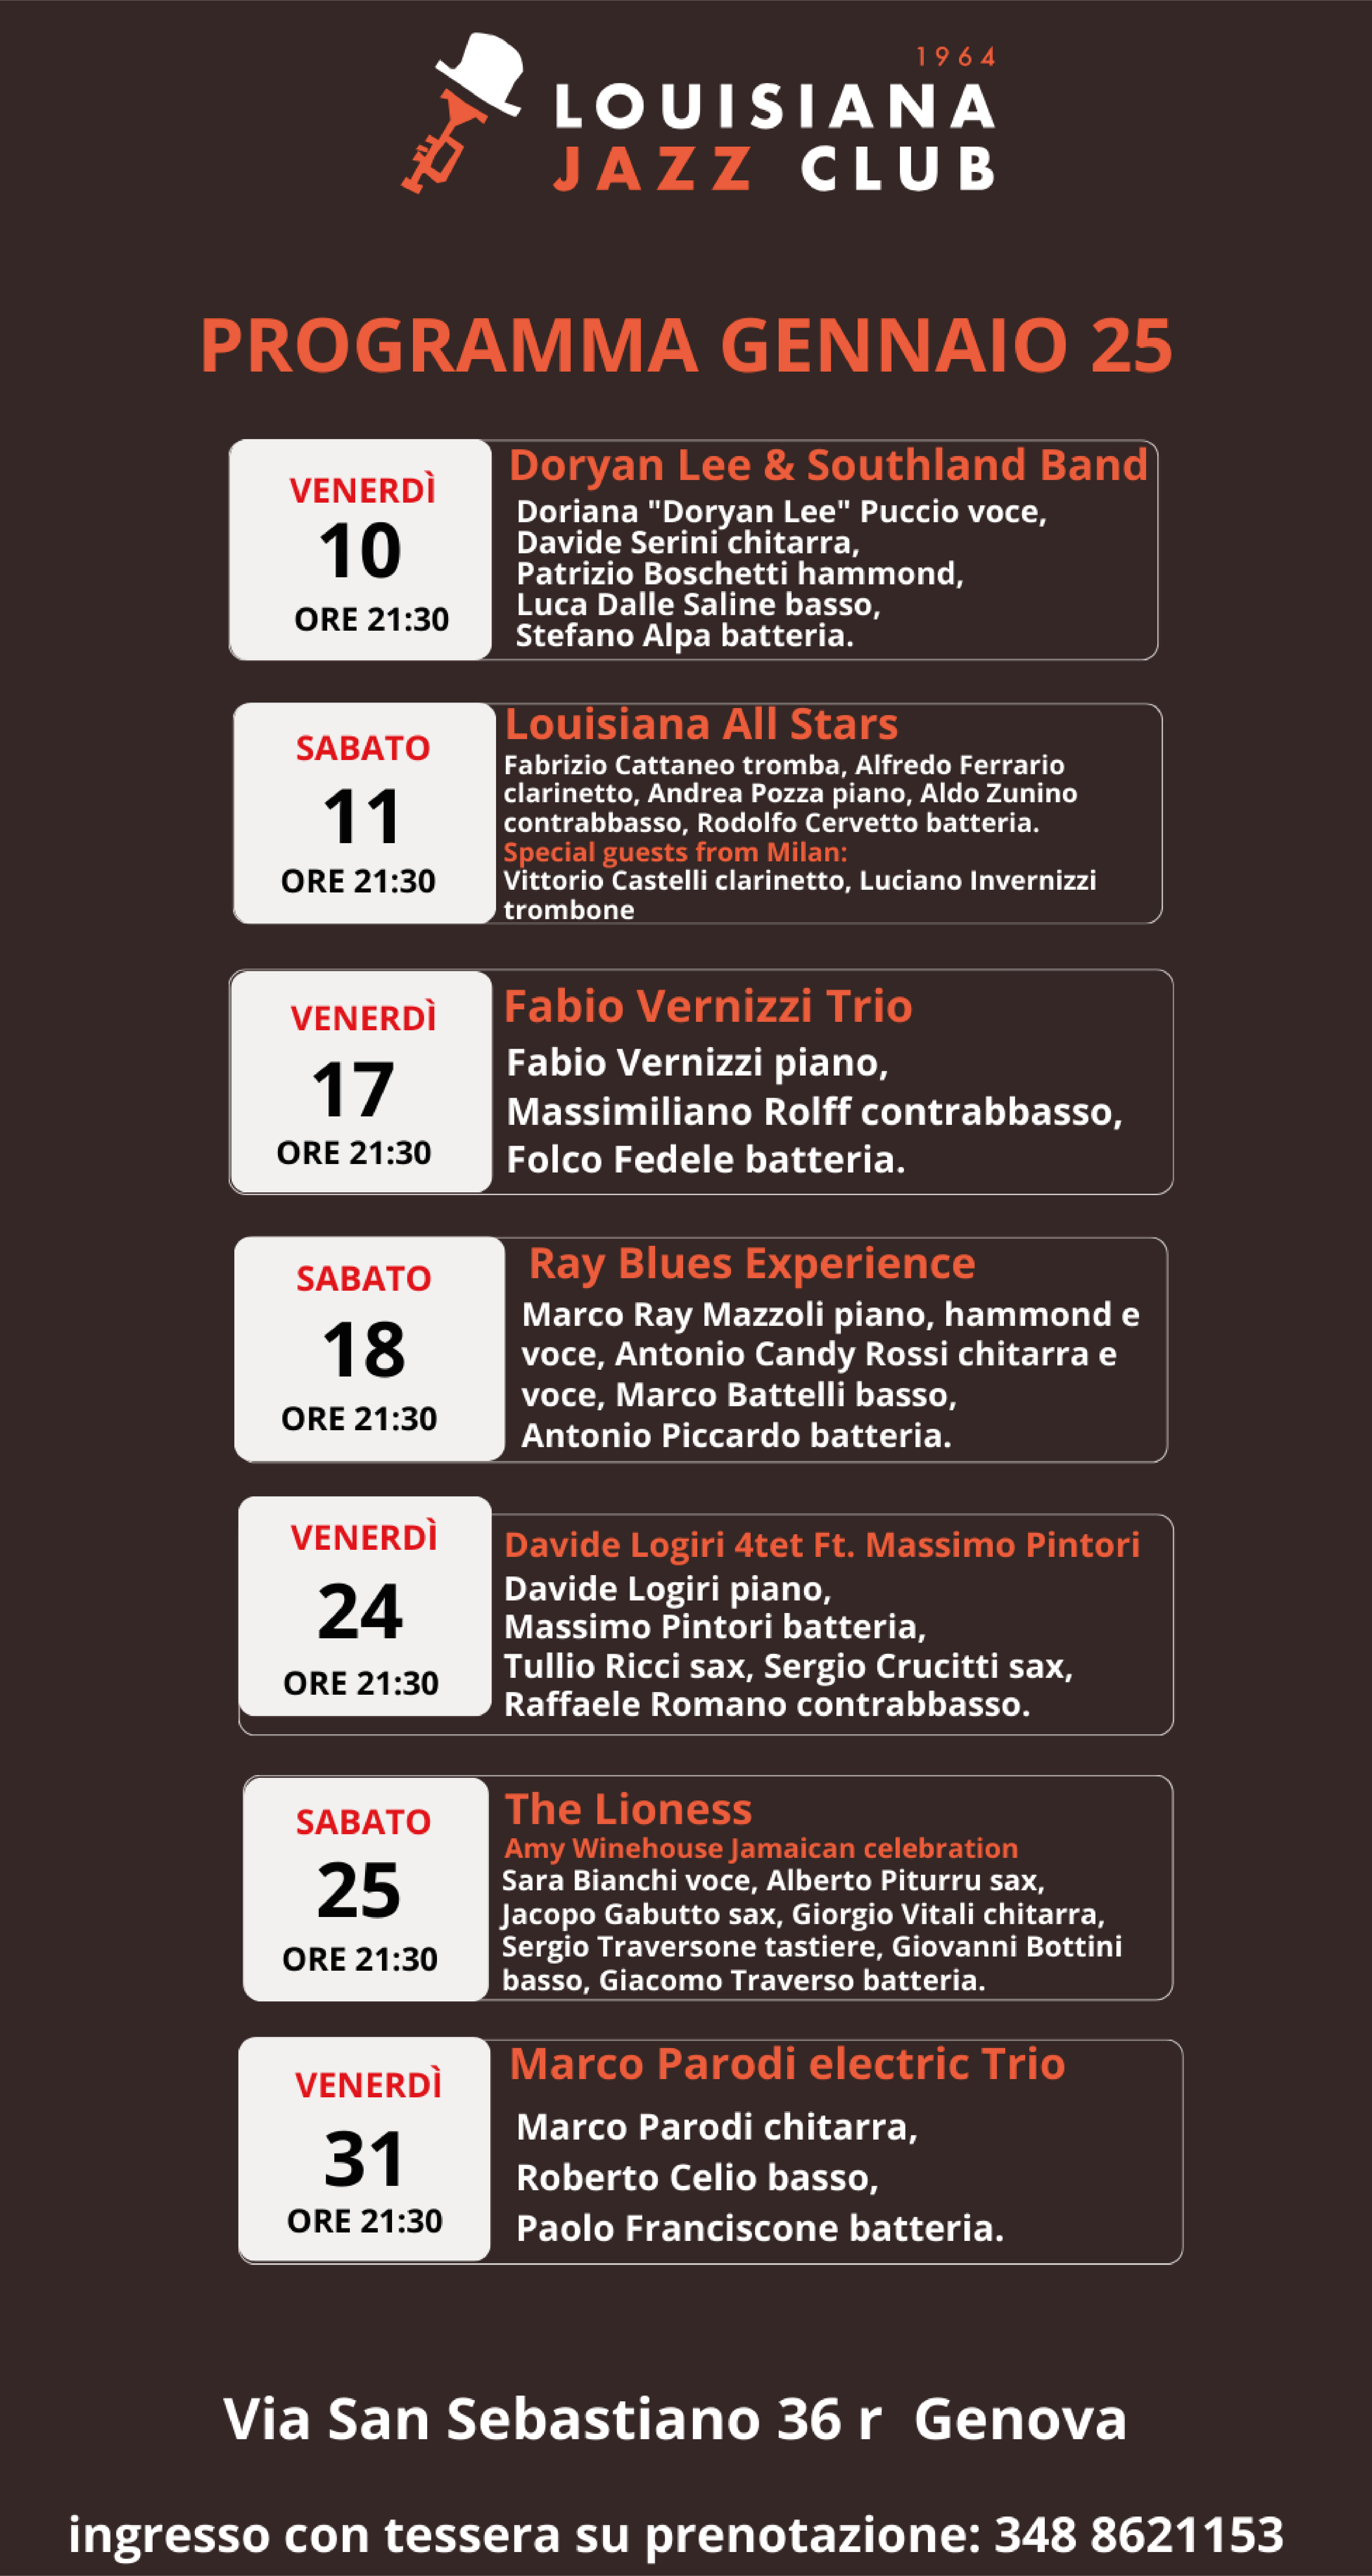 1964
LOUISIANA
JAZZ CLUB
PROGRAMMA GENNAIO 25
VENERDÌ
10
ORE 21:30
Doryan Lee & Southland Band
Doriana "Doryan Lee" Puccio voce,
Davide Serini chitarra,
Patrizio Boschetti hammond,
Luca Dalle Saline basso,
Stefano Alpa batteria.
SABATO
11
ORE 21:30
Louisiana All Stars
Fabrizio Cattaneo tromba, Alfredo Ferrario
clarinetto, Andrea Pozza piano, Aldo Zunino
contrabbasso, Rodolfo Cervetto batteria.
Special guests from Milan:
Vittorio Castelli clarinetto, Luciano Invernizzi
trombone
VENERDÌ
17
ORE 21:30
Fabio Vernizzi Trio
Fabio Vernizzi piano,
Massimiliano Rolff contrabbasso,
Folco Fedele batteria.
SABATO
18
ORE 21:30
Ray Blues Experience
Marco Ray Mazzoli piano, hammond e
voce, Antonio Candy Rossi chitarra e
voce, Marco Battelli basso,
Antonio Piccardo batteria.
VENERDÌ
24
ORE 21:30
Davide Logiri 4tet Ft. Massimo Pintori
Davide Logiri piano,
Massimo Pintori batteria,
Tullio Ricci sax, Sergio Crucitti sax,
Raffaele Romano contrabbasso.
SABATO
25
ORE 21:30
The Lioness
Amy Winehouse Jamaican celebration
Sara Bianchi voce, Alberto Piturru sax,
Jacopo Gabutto sax, Giorgio Vitali chitarra,
Sergio Traversone tastiere, Giovanni Bottini
basso, Giacomo Traverso batteria.
VENERDÌ
31
ORE 21:30
Marco Parodi electric Trio
Marco Parodi chitarra,
Roberto Celio basso,
Paolo Franciscone batteria.
Via San Sebastiano 36 r  Genova
ingresso con tessera su prenotazione: 348 8621153